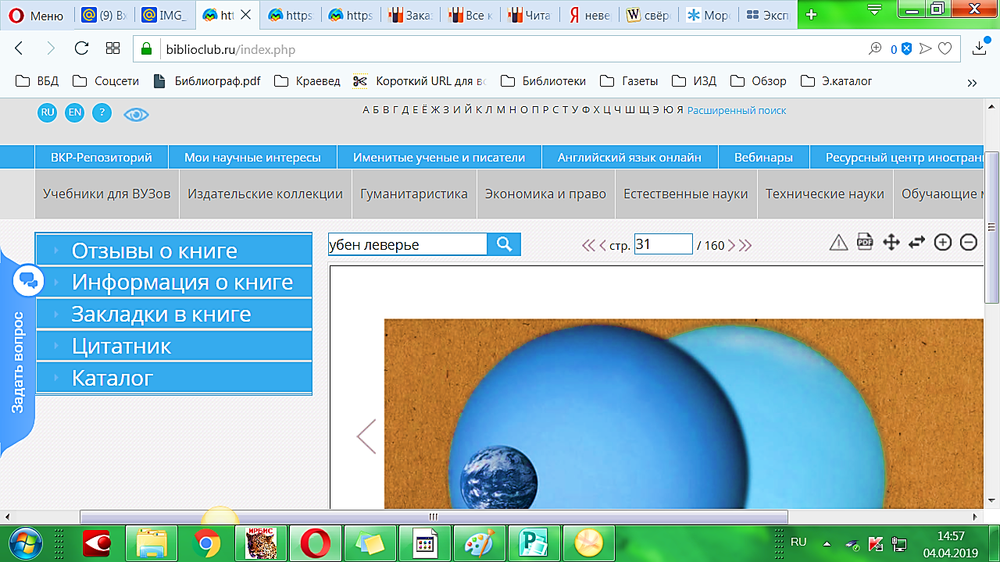 Меню
(9) Вх
IMG_
htt
https
https
Зака
Все к
Чита
неве
свёр
Морс
Эксп
biblioclub.ru/index.php
0
ВБД
Соцсети
Библиограф.pdf
Краевед
Короткий URL для вс
Библиотеки
Газеты
ИЗД
Обзор
Э.каталог
RU EN ?
А Б В Г Д Е Ё Ж З И Й К Л М Н О П Р С Т У Ф Х Ц Ч Ш Щ Э Ю Я Расширенный поиск
ВКР-Репозиторий
Мои научные интересы
Именитые ученые и писатели
Английский язык онлайн
Вебинары
Ресурсный центр иностран
Учебники для ВУЗов
Издательские коллекции
Гуманитаристика
Экономика и право
Естественные науки
Технические науки
Обучающие м
Отзывы о книге
Информация о книге
Закладки в книге
Цитатник
Каталог
Задать вопрос
убен леверье
стр. 31 / 160
PDF
ИРБИС
RU
14:57
04.04.2019